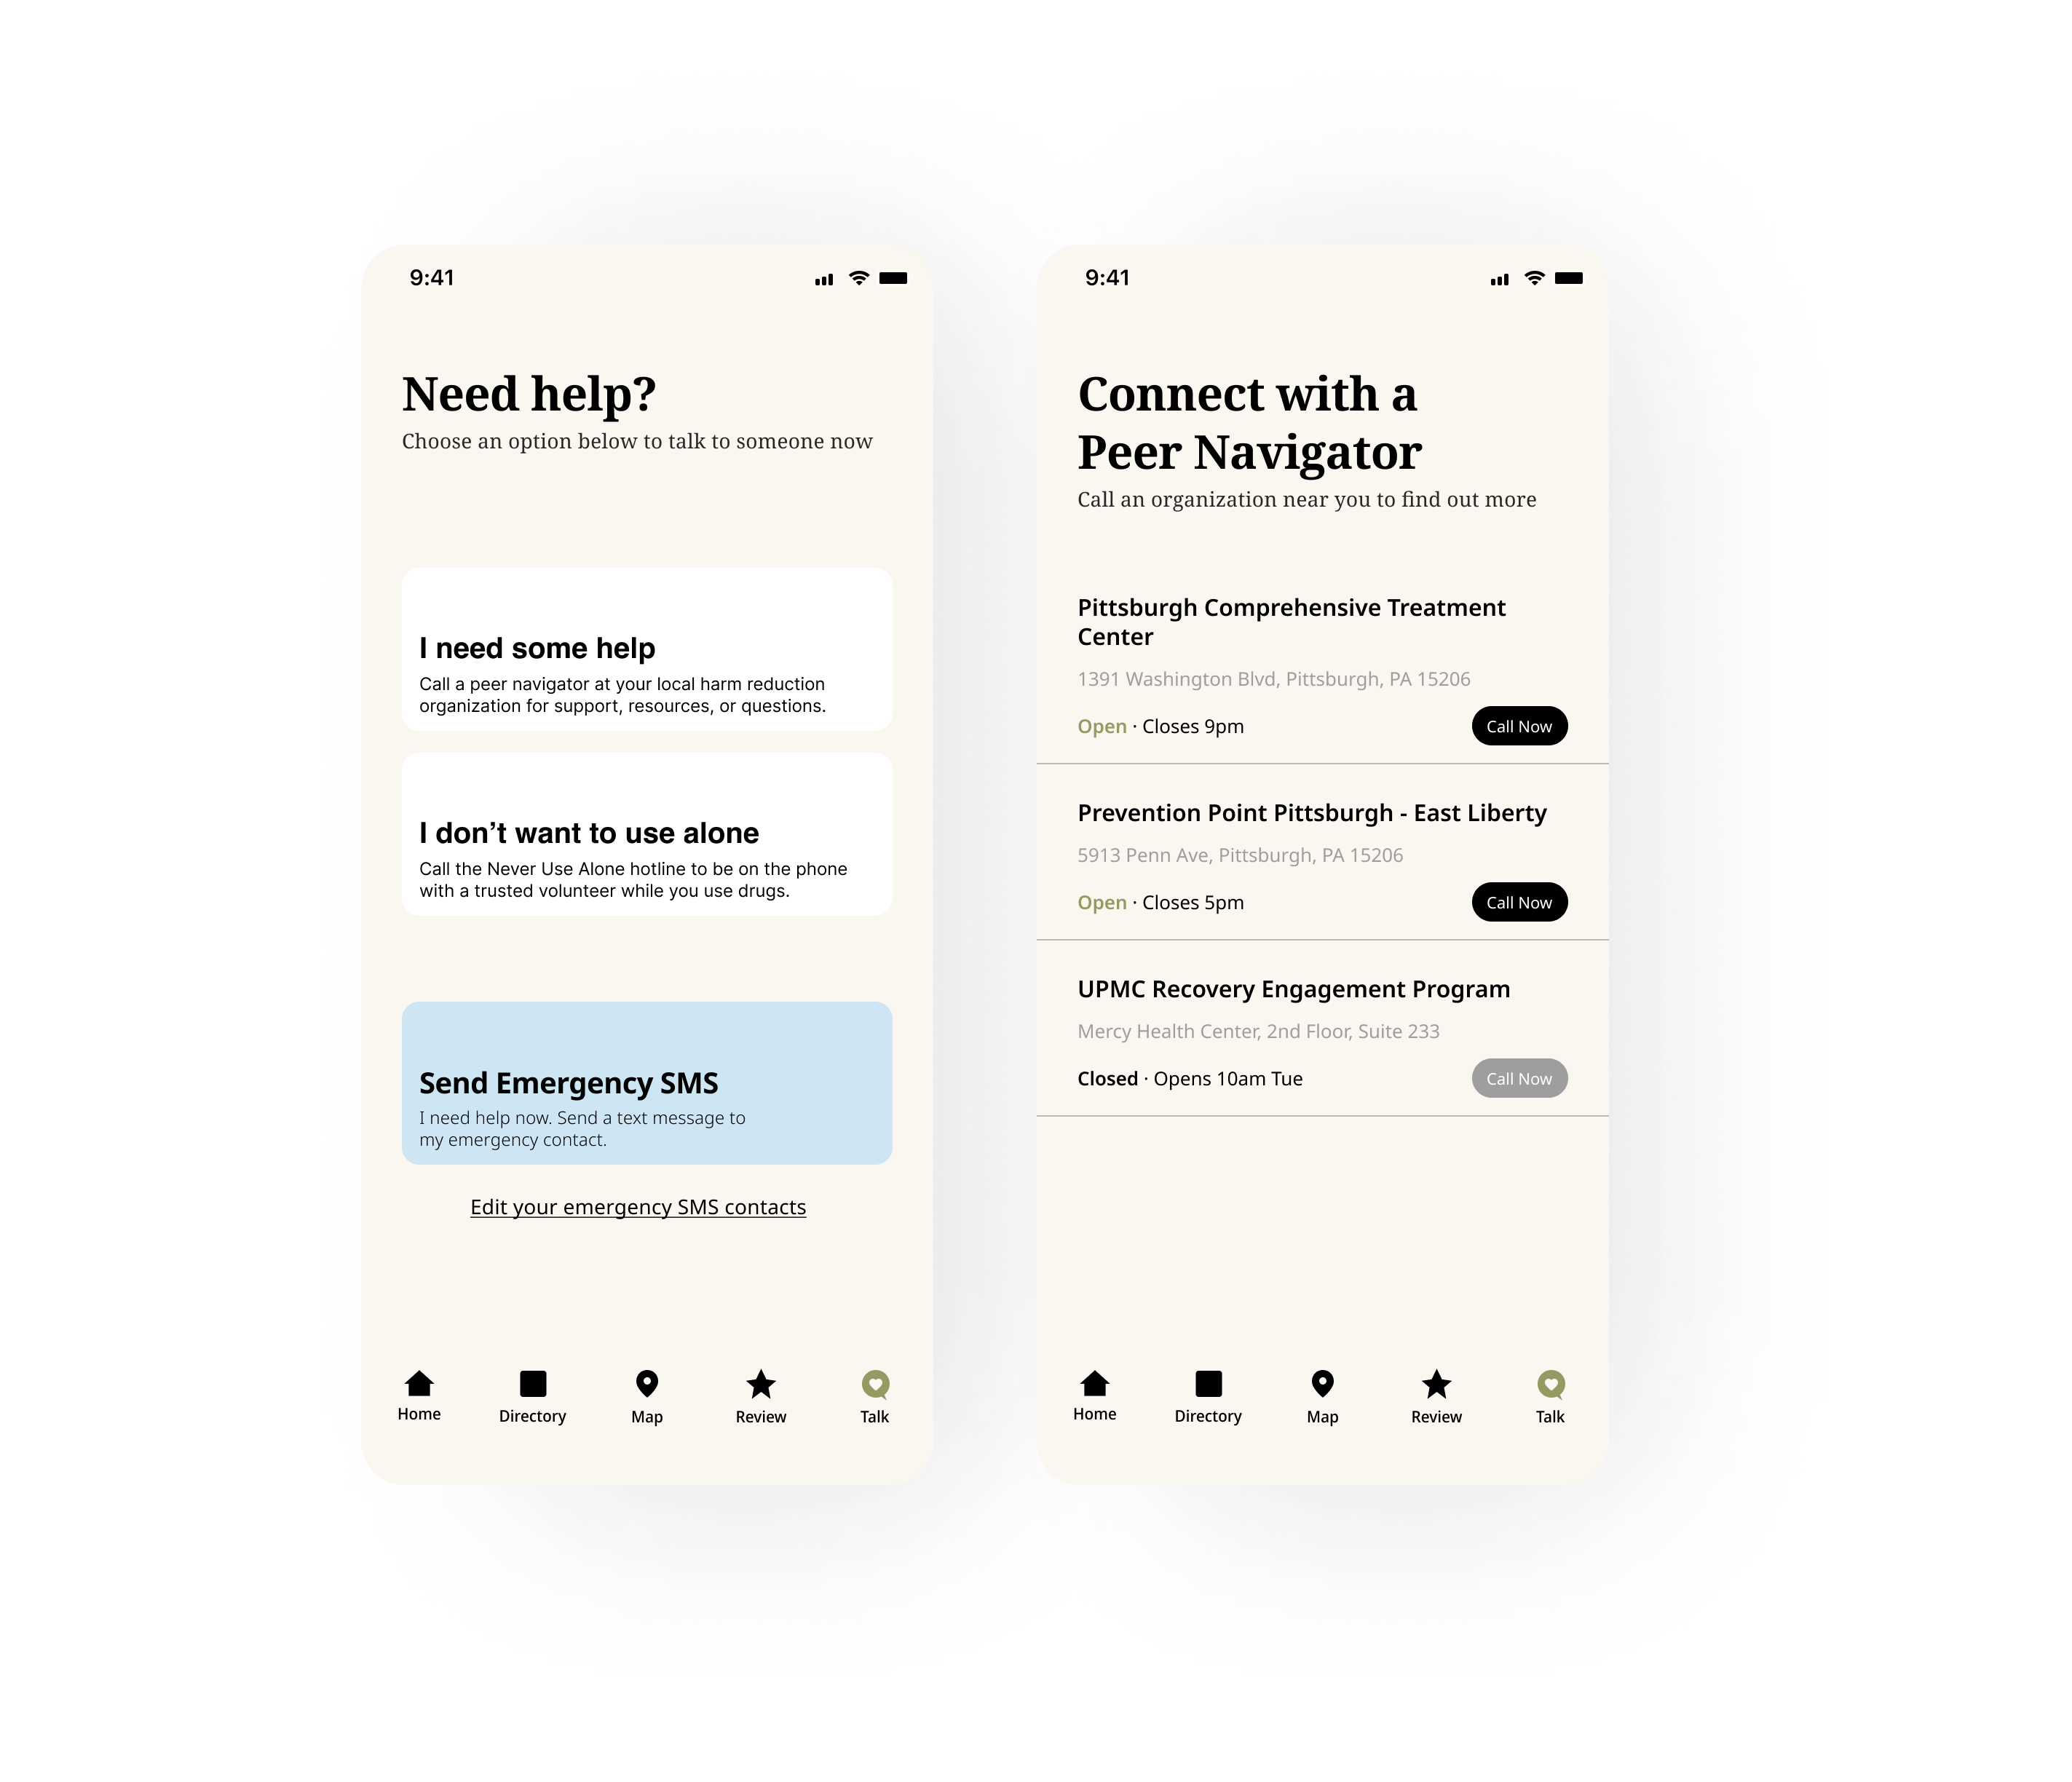 9:41
Need help?
Choose an option below to talk to someone now
I need some help
Call a peer navigator at your local harm reduction
organization for support, resources, or questions.
I don’t want to use alone
Call the Never Use Alone hotline to be on the phone
with a trusted volunteer while you use drugs.
Send Emergency SMS
I need help now. Send a text message to
my emergency contact.
Edit your emergency SMS contacts
Home Directory Map Review Talk
9:41
Connect with a
Peer Navigator
Call an organization near you to find out more
Pittsburgh Comprehensive Treatment
Center
1391 Washington Blvd, Pittsburgh, PA 15206
Open · Closes 9pm Call Now
Prevention Point Pittsburgh - East Liberty
5913 Penn Ave, Pittsburgh, PA 15206
Open · Closes 5pm Call Now
UPMC Recovery Engagement Program
Mercy Health Center, 2nd Floor, Suite 233
Closed · Opens 10am Tue Call Now
Home Directory Map Review Talk